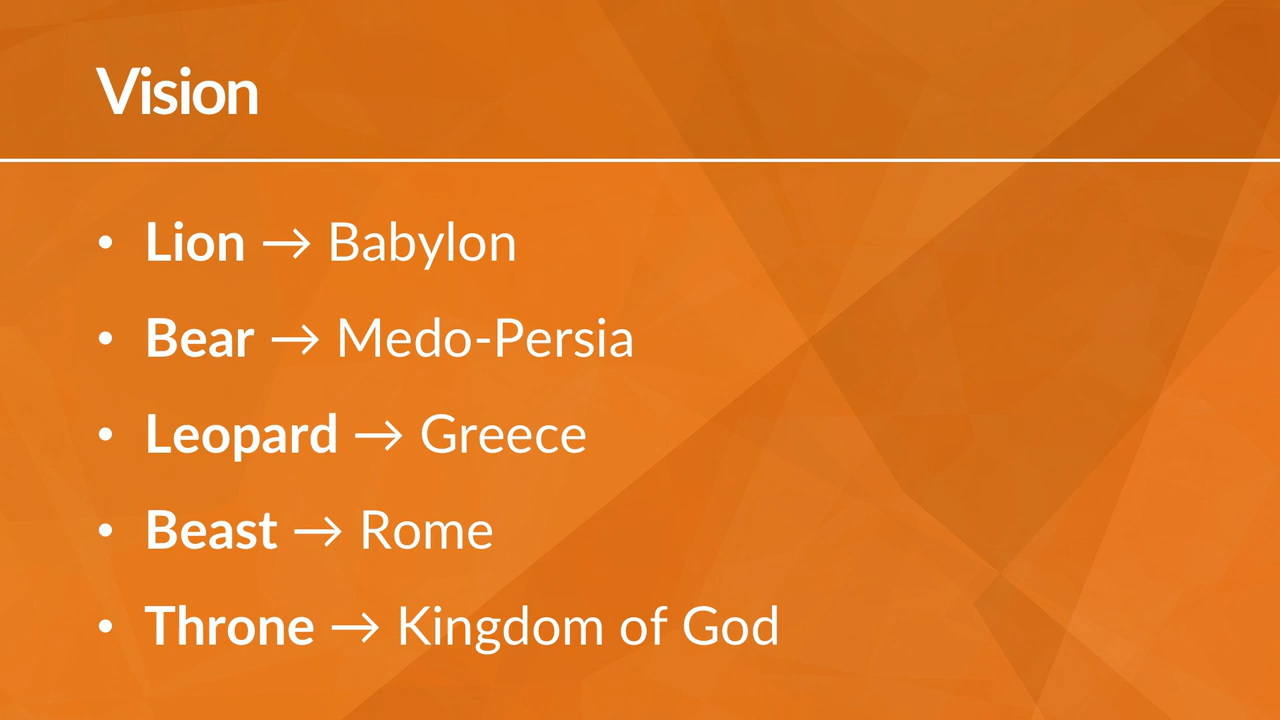 Vision
• Lion → Babylon
• Bear → Medo-Persia
• Leopard → Greece
• Beast → Rome
• Throne → Kingdom of God